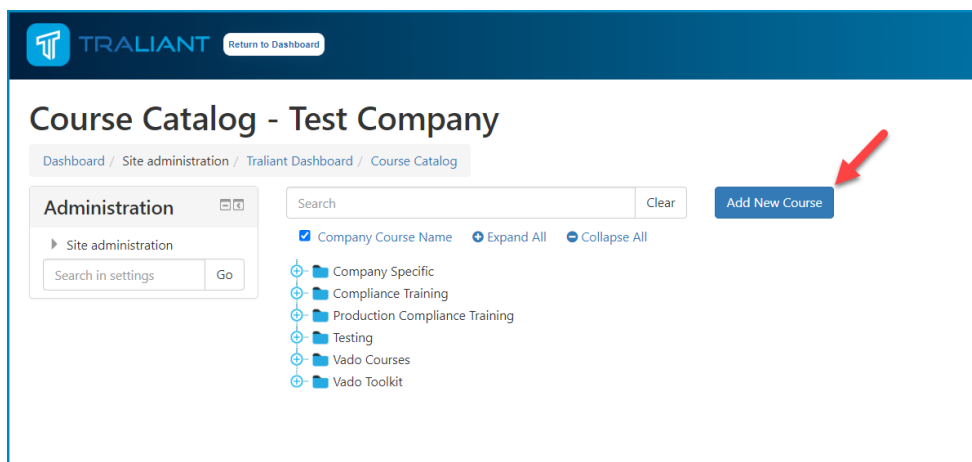 TRALIANT Return to Dashboard
Course Catalog - Test Company
Dashboard / Site administration / Traliant Dashboard / Course Catalog
Administration
Site administration
Search in settings Go
Search Clear Add New Course
Company Course Name Expand All Collapse All
Company Specific
Compliance Training
Production Compliance Training
Testing
Vado Courses
Vado Toolkit